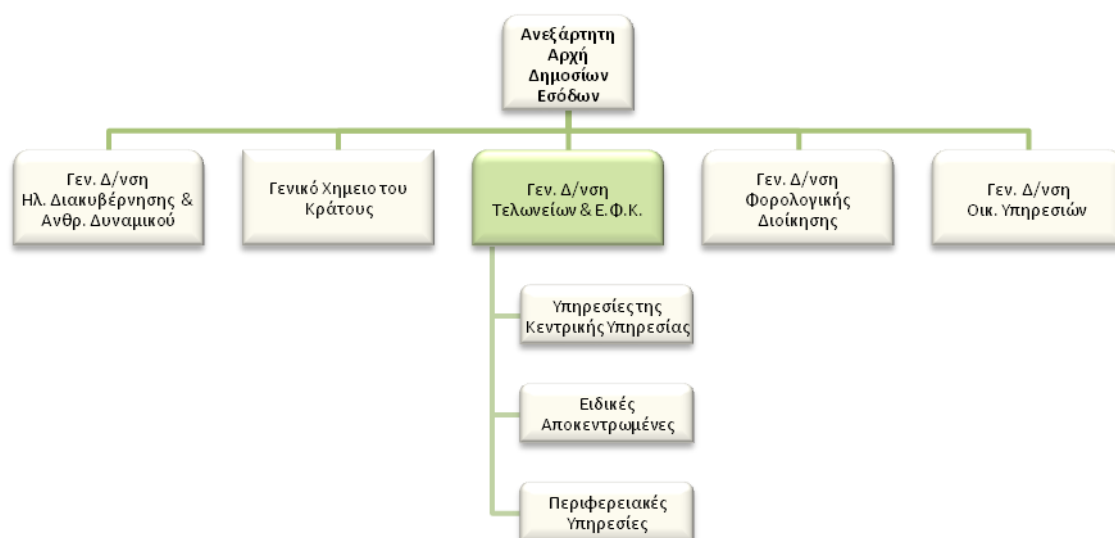 Ανεξάρτητη
Αρχή
Δημοσίων
Εσόδων
Γεν. Δ/νση
Ηλ. Διακυβέρνησης &
Ανθρ. Δυναμικού
Γενικό Χημειο του
Κράτους
Γεν. Δ/νση
Τελωνείων & Ε.Φ.Κ.
Γεν. Δ/νση
Φορολογικής
Διοίκησης
Γεν. Δ/νση
Οικ. Υπηρεσιών
Υπηρεσίες της
Κεντρικής Υπηρεσίας
Ειδικές
Αποκεντρωμένες
Περιφερειακές
Υπηρεσίες